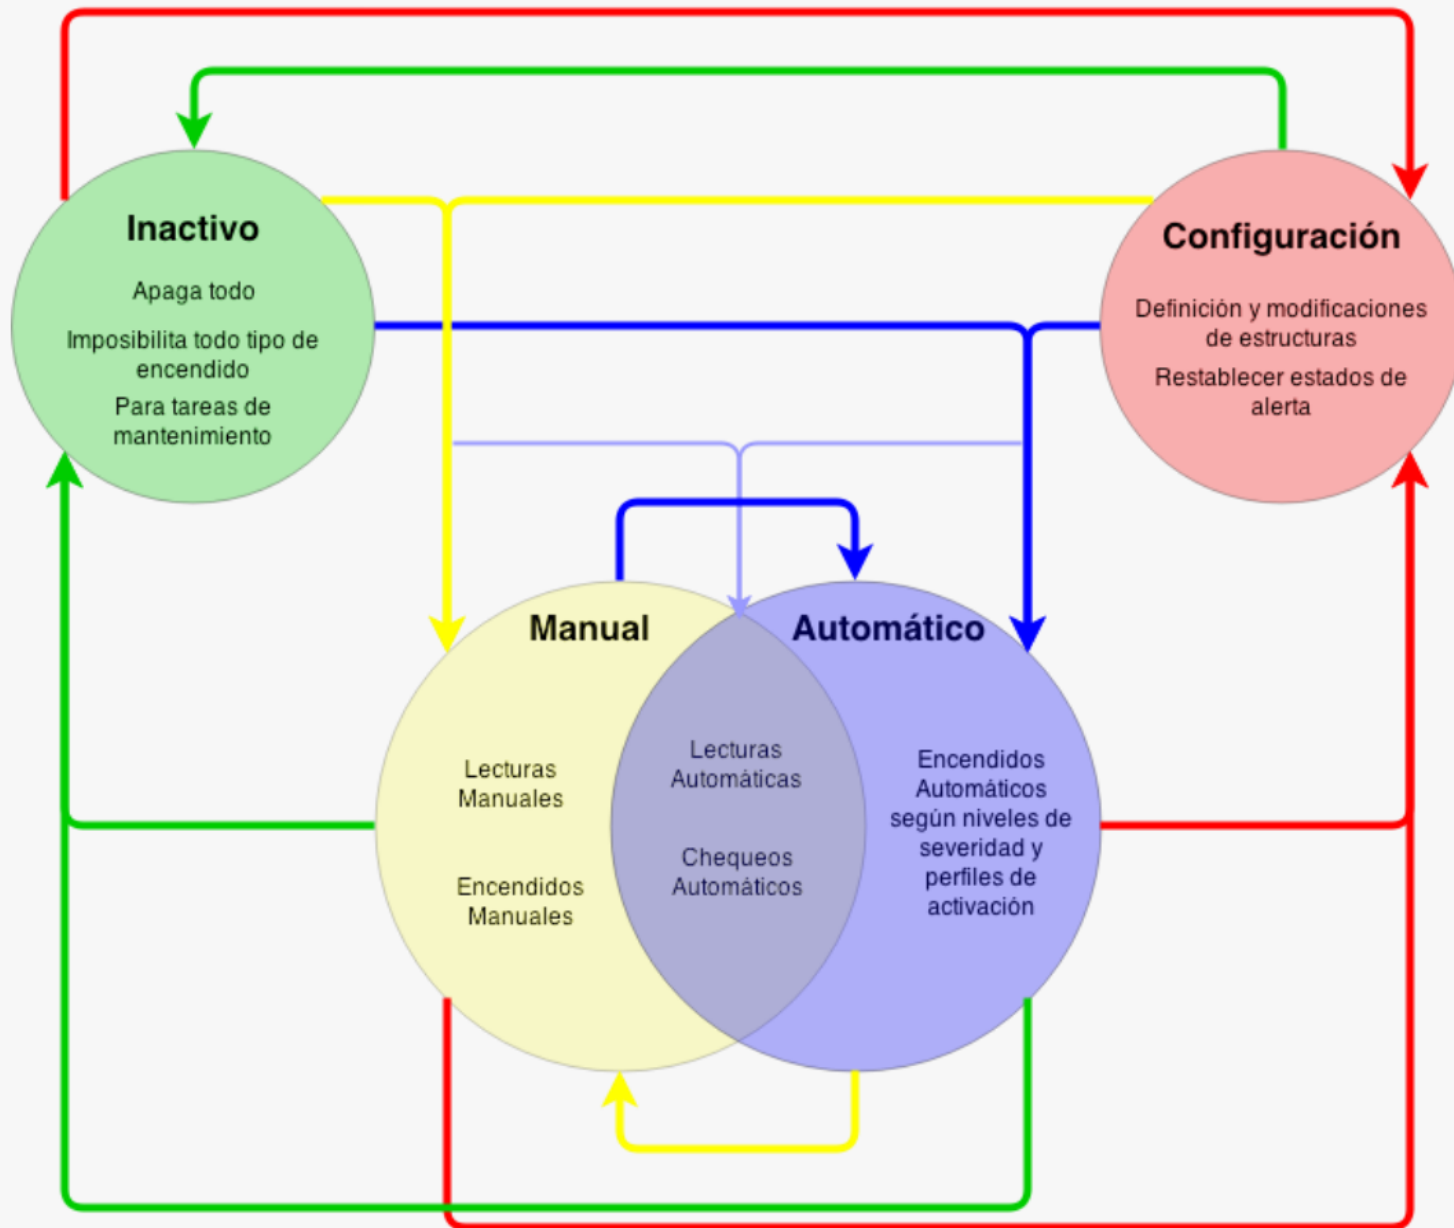 Inactivo
Apaga todo
Imposibilita todo tipo de
encendido
Para tareas de
mantenimiento
Configuración
Definición y modificaciones
de estructuras
Restablecer estados de
alerta
Manual
Lecturas
Manuales
Encendidos
Manuales
Lecturas
Automáticas
Chequeos
Automáticos
Automático
Encendidos
Automáticos
según niveles de
severidad y
perfiles de
activación